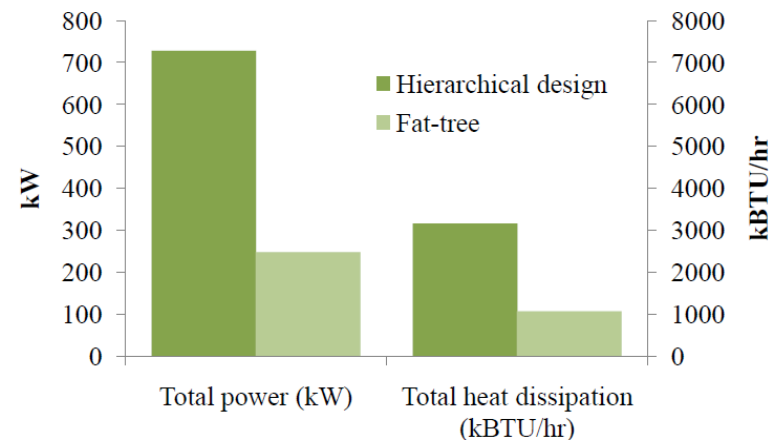 800
700
600
500
400
300
200
100
0
kW
Hierarchical design
Fat-tree
8000
7000
6000
5000
4000
3000
2000
1000
0
kBTU/hr
Total power (kW)
Total heat dissipation
(kBTU/hr)